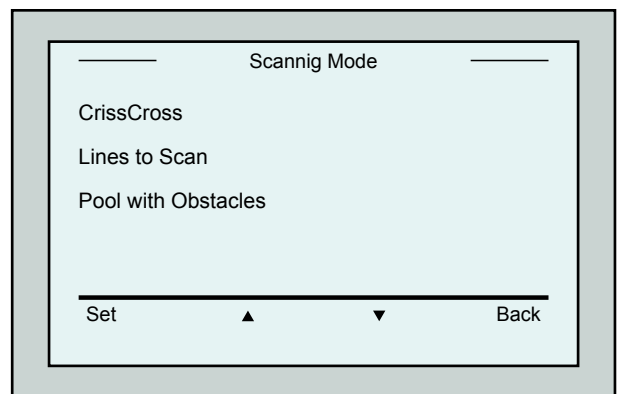 Scannig Mode
CrissCross
Lines to Scan
Pool with Obstacles
Set ▲ ▼ Back